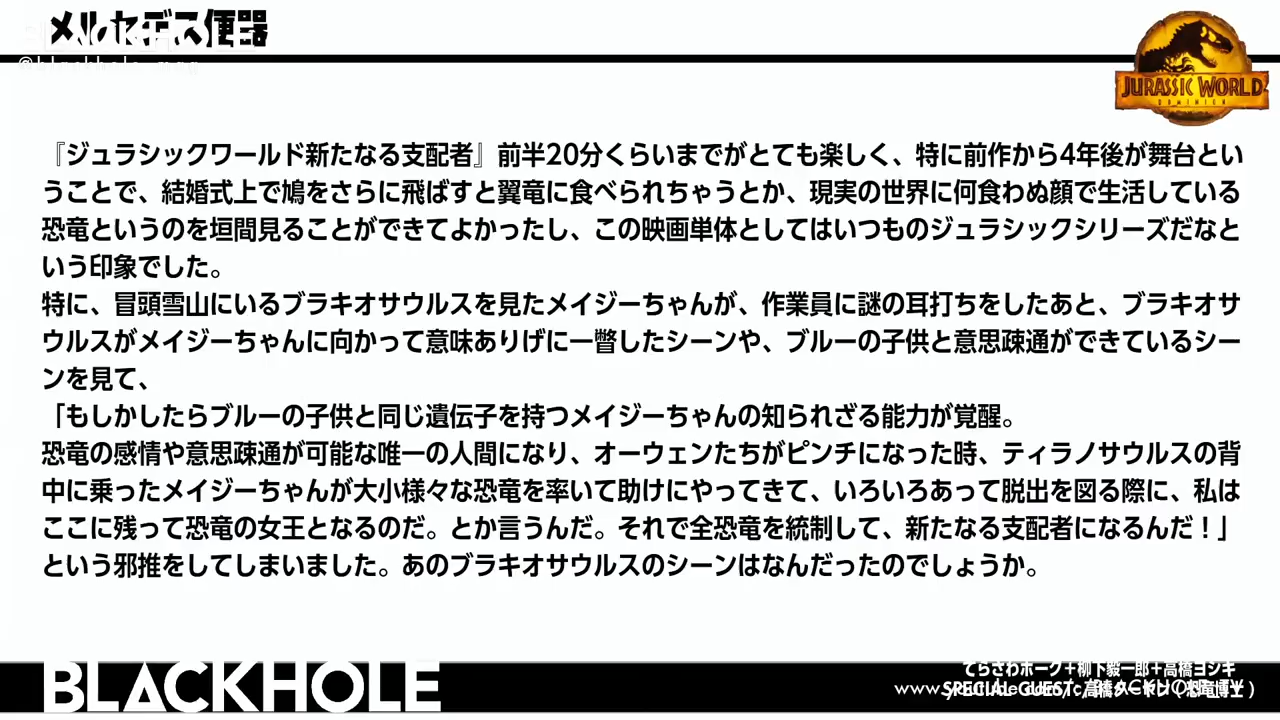 メルセデス便器
@blackhole_mag
JURASSIC WORLD
DOMINION
『ジュラシックワールド新たなる支配者』前半20分くらいまでがとても楽しく、特に前作から4年後が舞台とい
うことで、結婚式上で鳩をさらに飛ばすと翼竜に食べられちゃうとか、現実の世界に何食わぬ顔で生活している
恐竜というのを垣間見ることができてよかったし、この映画単体としてはいつものジュラシックシリーズだなと
いう印象でした。
特に、冒頭雪山にいるブラキオサウルスを見たメイジーちゃんが、作業員に謎の耳打ちをしたあと、ブラキオサ
ウルスがメイジーちゃんに向かって意味ありげに一瞥したシーンや、ブルーの子供と意思疎通ができているシー
ンを見て、
「もしかしたらブルーの子供と同じ遺伝子を持つメイジーちゃんの知られざる能力が覚醒。
恐竜の感情や意思疎通が可能な唯一の人間になり、オーウェンたちがピンチになった時、ティラノサウルスの背
中に乗ったメイジーちゃんが大小様々な恐竜を率いて助けにやってきて、いろいろあって脱出を図る際に、私は
ここに残って恐竜の女王となるのだ。とか言うんだ。それで全恐竜を統制して、新たなる支配者になるんだ！」
という邪推をしてしまいました。あのブラキオサウルスのシーンはなんだったのでしょうか。
BLACKHOLE
てらさわホーク＋柳下毅一郎＋高橋ヨシキ
SPECIAL GUEST